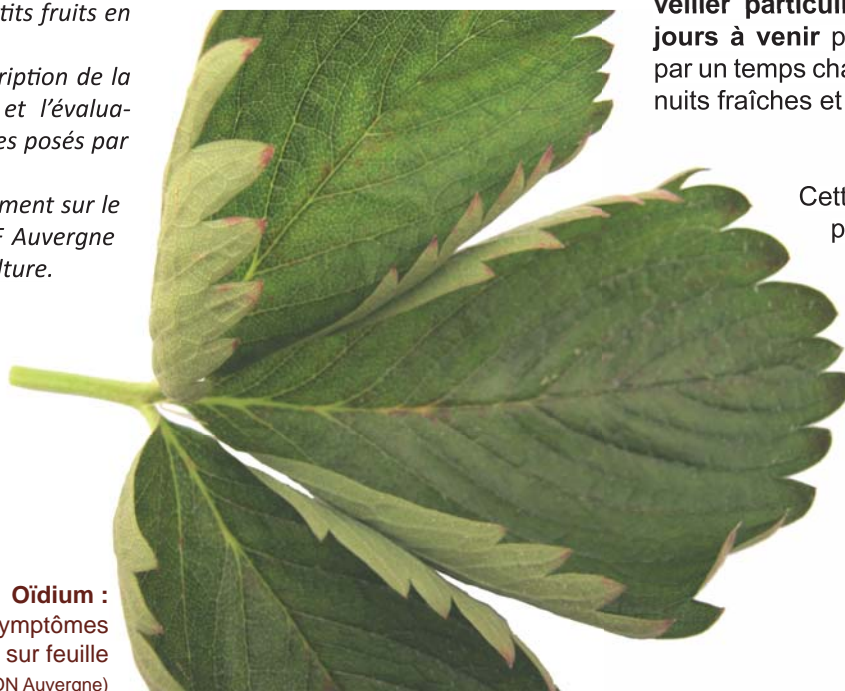 tits fruits en
ription de la
et l’évalua-
es posés par
ment sur le
Auvergne
lture.
veiller particuli
jours à venir p
par un temps cha
nuits fraîches et
Cett
p
Oïdium :
ymptômes
sur feuille
ON Auvergne)